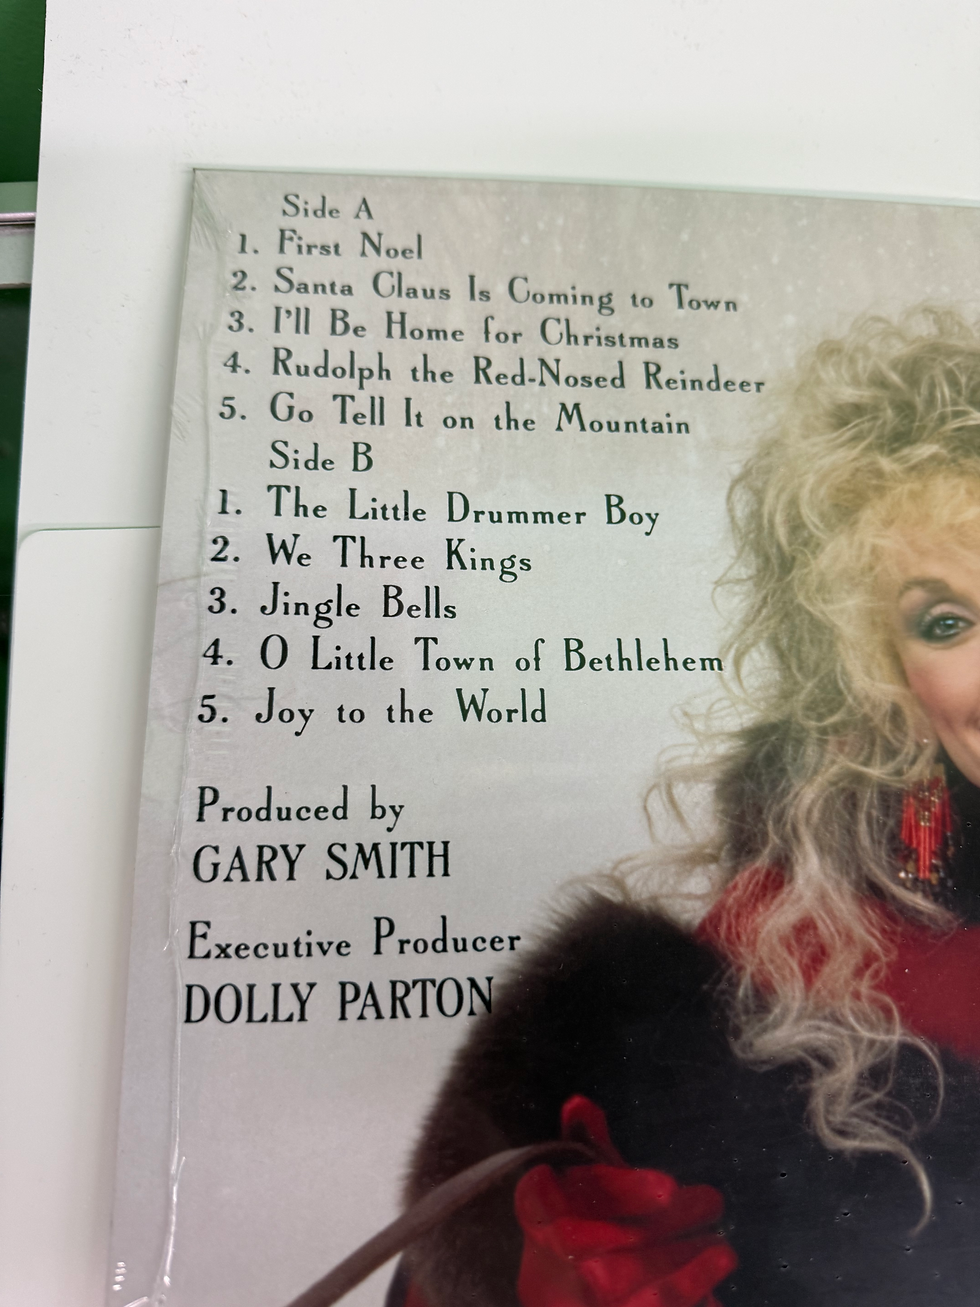 Side A
1. First Noel
2. Santa Claus Is Coming to Town
3. I'll Be Home for Christmas
4. Rudolph the Red-Nosed Reindeer
5. Go Tell It on the Mountain
Side B
1. The Little Drummer Boy
2. We Three Kings
3. Jingle Bells
4. O Little Town of Bethlehem
5. Joy to the World
Produced by
GARY SMITH
Executive Producer
DOLLY PARTON